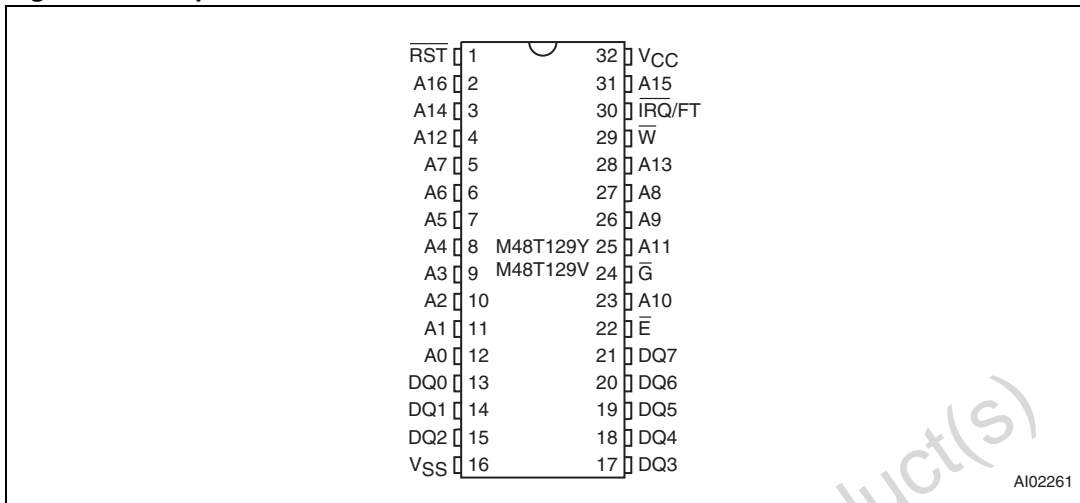 R̅S̅T̅ 1 32 VCC
A16 2 31 A15
A14 3 30 I̅R̅Q̅/FT
A12 4 29 W̅
A7 5 28 A13
A6 6 27 A8
A5 7 26 A9
A4 8 M48T129Y 25 A11
A3 9 M48T129V 24 G̅
A2 10 23 A10
A1 11 22 E̅
A0 12 21 DQ7
DQ0 13 20 DQ6
DQ1 14 19 DQ5
DQ2 15 18 DQ4
VSS 16 17 DQ3
AI02261